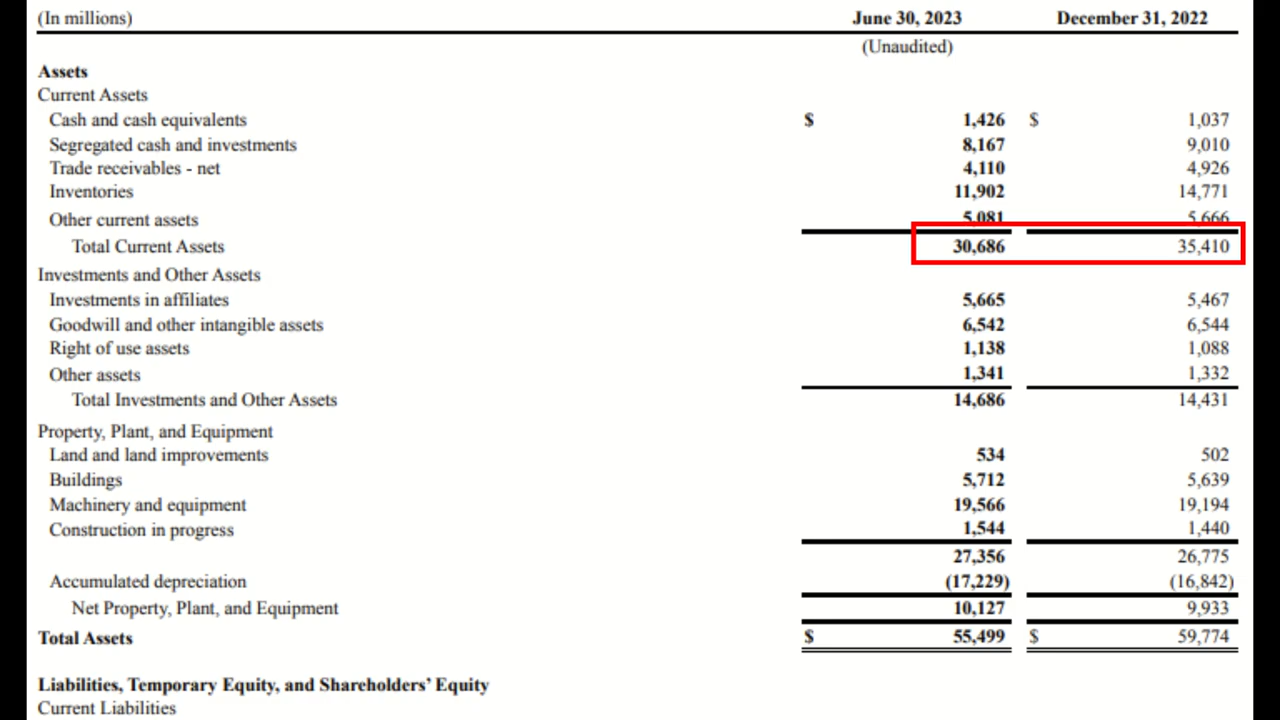 (In millions) June 30, 2023 December 31, 2022
(Unaudited)
Assets
Current Assets
Cash and cash equivalents $ 1,426 $ 1,037
Segregated cash and investments 8,167 9,010
Trade receivables - net 4,110 4,926
Inventories 11,902 14,771
Other current assets 5,081 5,666
Total Current Assets 30,686 35,410
Investments and Other Assets
Investments in affiliates 5,665 5,467
Goodwill and other intangible assets 6,542 6,544
Right of use assets 1,138 1,088
Other assets 1,341 1,332
Total Investments and Other Assets 14,686 14,431
Property, Plant, and Equipment
Land and land improvements 534 502
Buildings 5,712 5,639
Machinery and equipment 19,566 19,194
Construction in progress 1,544 1,440
27,356 26,775
Accumulated depreciation (17,229) (16,842)
Net Property, Plant, and Equipment 10,127 9,933
Total Assets $ 55,499 $ 59,774
Liabilities, Temporary Equity, and Shareholders’ Equity
Current Liabilities